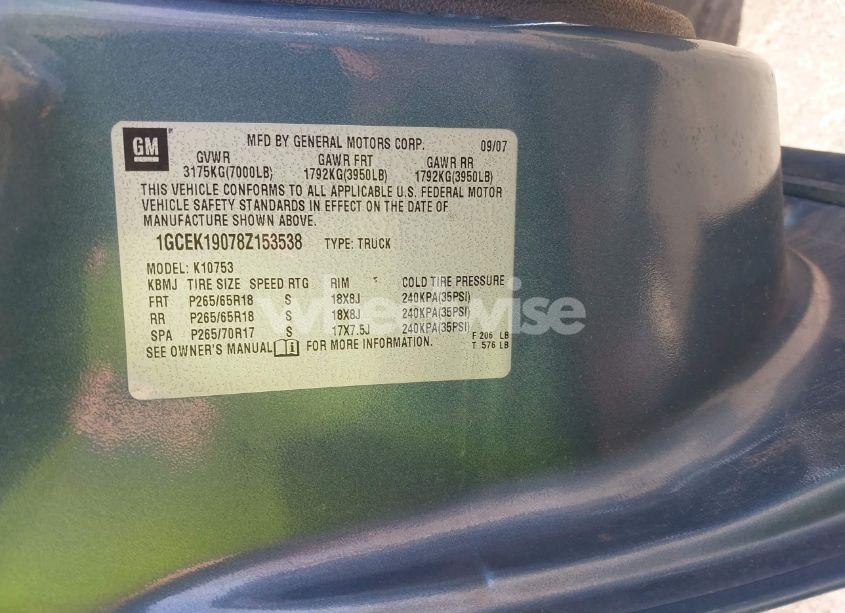 GM
MFD BY GENERAL MOTORS CORP. 09/07
GVWR GAWR FRT GAWR RR
3175KG(7000LB) 1792KG(3950LB) 1792KG(3950LB)
THIS VEHICLE CONFORMS TO ALL APPLICABLE U.S. FEDERAL MOTOR
VEHICLE SAFETY STANDARDS IN EFFECT ON THE DATE OF
MANUFACTURE SHOWN ABOVE.
1GCEK19078Z153538 TYPE: TRUCK
MODEL: K10753
KBMJ TIRE SIZE SPEED RTG RIM COLD TIRE PRESSURE
FRT P265/65R18 S 18X8J 240KPA(35PSI)
RR P265/65R18 S 18X8J 240KPA(35PSI)
SPA P265/70R17 S 17X7.5J 240KPA(35PSI)
SEE OWNER'S MANUAL FOR MORE INFORMATION.
F 206 LB
T 576 LB